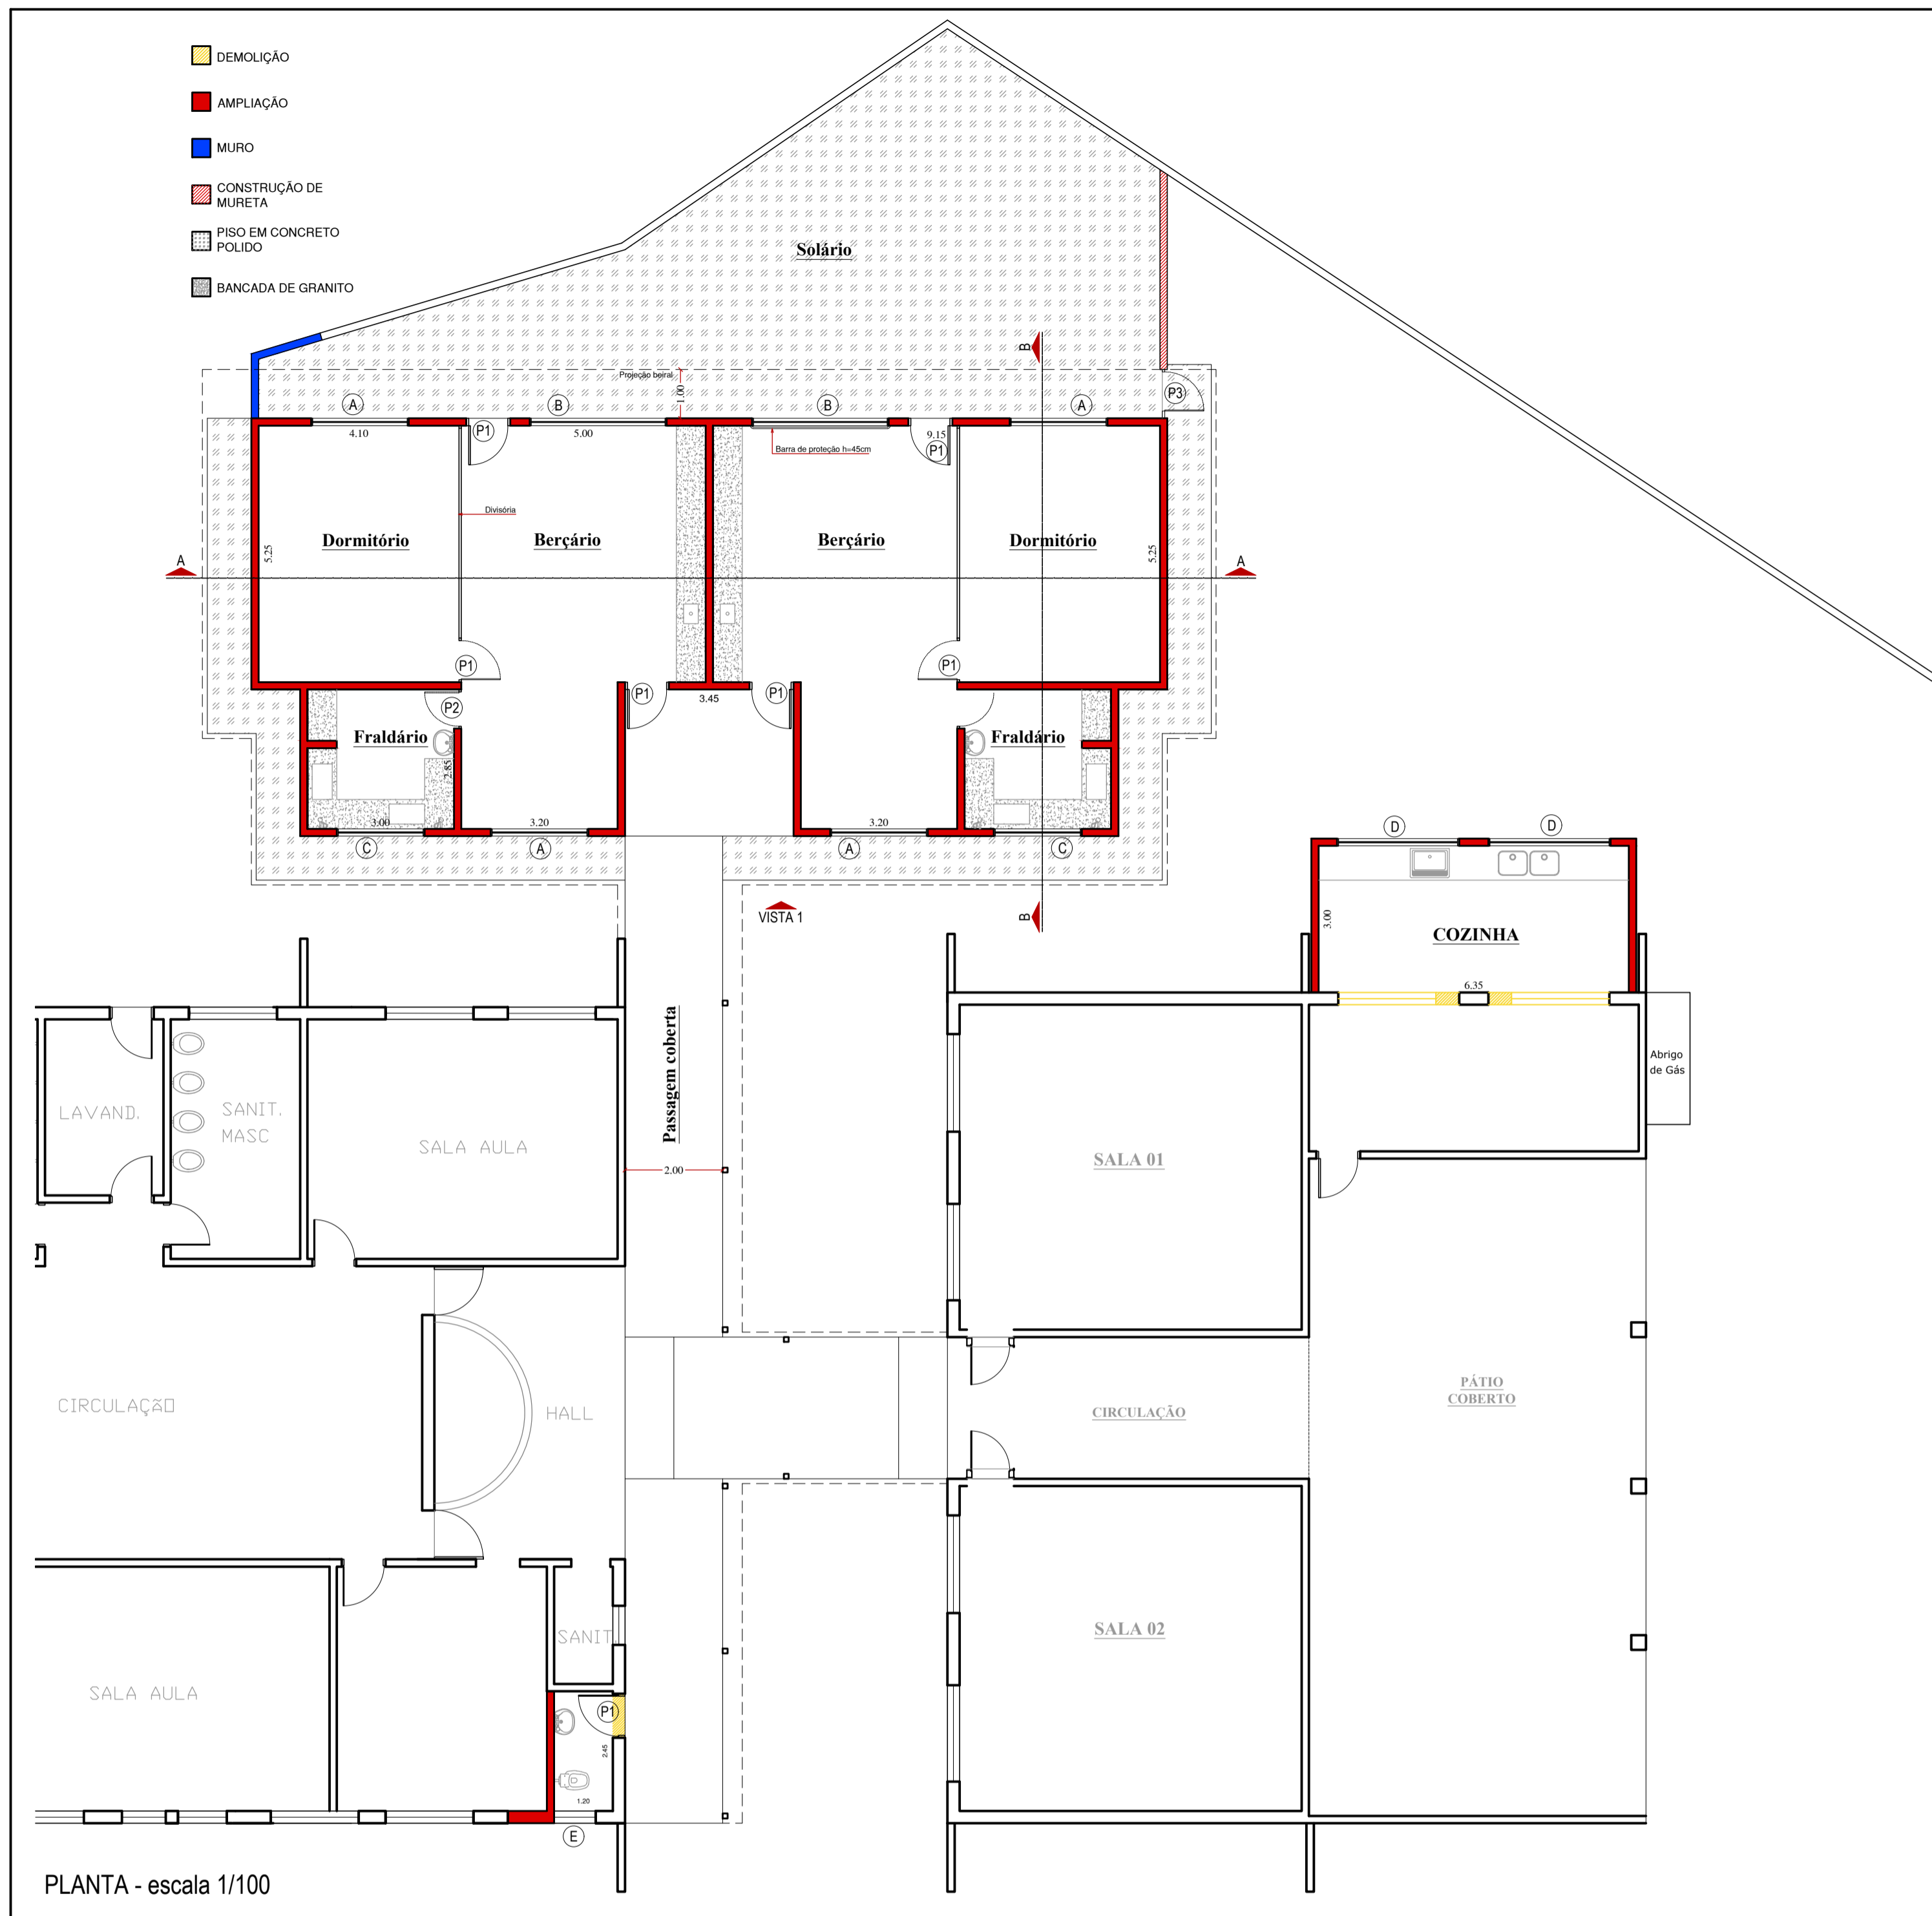 DEMOLIÇÃO
AMPLIAÇÃO
MURO
CONSTRUÇÃO DE
MURETA
PISO EM CONCRETO
POLIDO
BANCADA DE GRANITO
Solário
B
Projeção beiral
1.00
P3
A
B
B
A
4.10
P1
5.00
9.15
P1
Barra de proteção h=45cm
Divisória
Dormitório
Berçário
Berçário
Dormitório
5.25
5.25
A
A
P1
P1
P2
P1
3.45
P1
Fraldário
Fraldário
2.85
3.00
3.20
3.20
C
A
A
C
D
D
VISTA 1
B
3.00
COZINHA
6.35
Passagem coberta
Abrigo
de Gás
LAVAND.
SANIT.
MASC
SALA AULA
2.00
SALA 01
CIRCULAÇÃO
HALL
CIRCULAÇÃO
PÁTIO
COBERTO
SANIT
SALA 02
SALA AULA
P1
2.45
1.20
E
PLANTA - escala 1/100